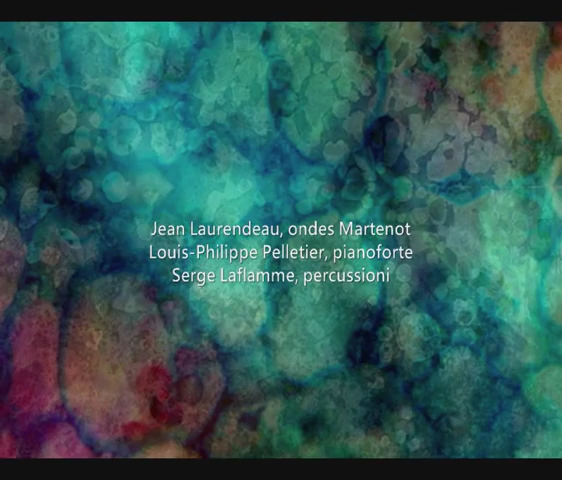 Jean Laurendeau, ondes Martenot
Louis-Philippe Pelletier, pianoforte
Serge Laflamme, percussioni